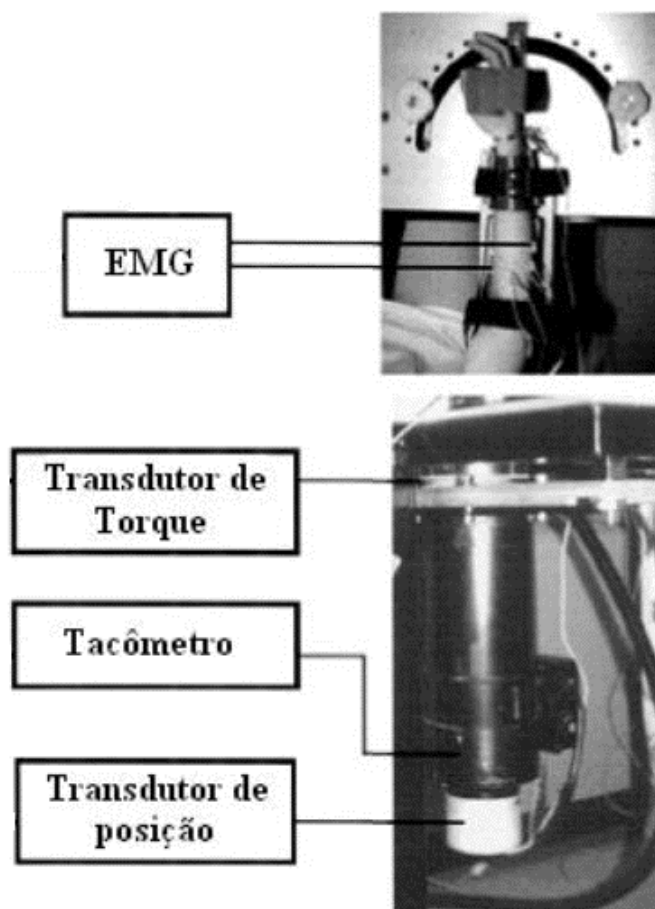 EMG
Transdutor de
Torque
Tacômetro
Transdutor de
posição